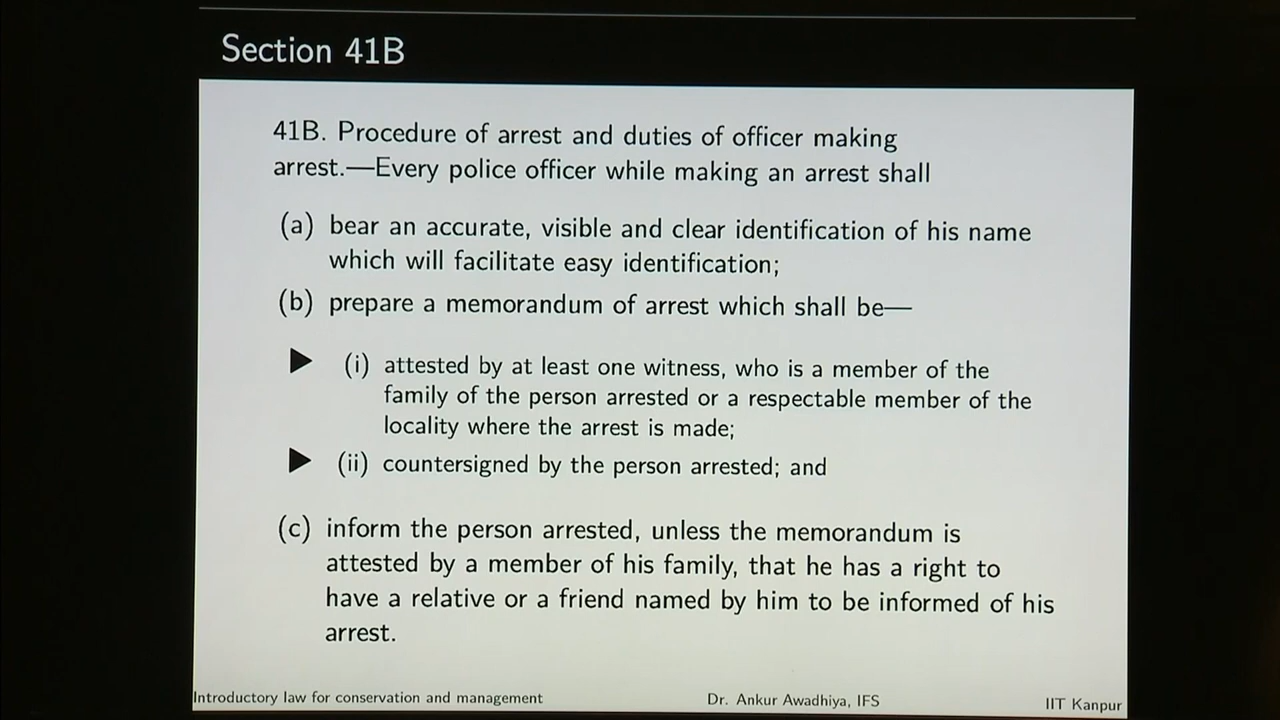 Section 41B
41B. Procedure of arrest and duties of officer making
arrest.—Every police officer while making an arrest shall
(a) bear an accurate, visible and clear identification of his name
which will facilitate easy identification;
(b) prepare a memorandum of arrest which shall be—
(i) attested by at least one witness, who is a member of the
family of the person arrested or a respectable member of the
locality where the arrest is made;
(ii) countersigned by the person arrested; and
(c) inform the person arrested, unless the memorandum is
attested by a member of his family, that he has a right to
have a relative or a friend named by him to be informed of his
arrest.
Introductory law for conservation and management Dr. Ankur Awadhiya, IFS IIT Kanpur